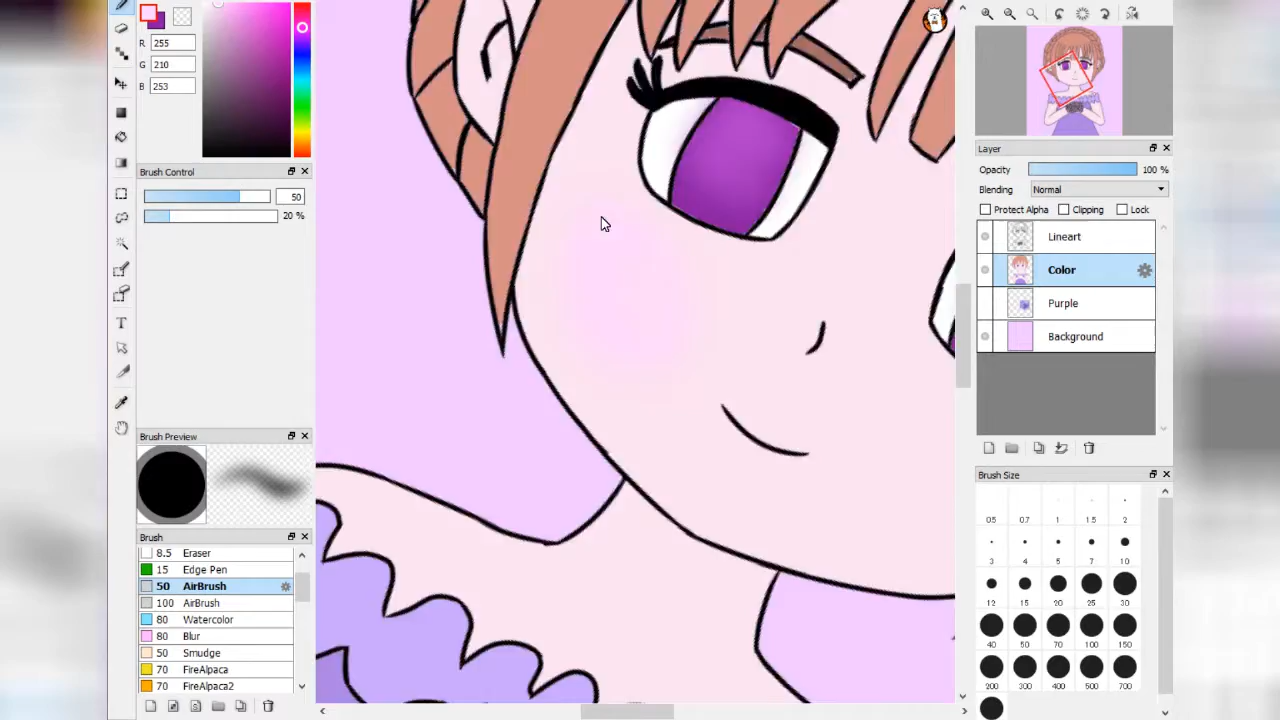 R 255
G 210
B 253
Brush Control
50
20 %
Brush Preview
Brush
8.5 Eraser
15 Edge Pen
50 AirBrush
100 AirBrush
80 Watercolor
80 Blur
50 Smudge
70 FireAlpaca
70 FireAlpaca2
T
Layer
Opacity 100 %
Blending Normal
Protect Alpha Clipping Lock
Lineart
Color
Purple
Background
Brush Size
0.5 0.7 1 1.5 2
3 4 5 7 10
12 15 20 25 30
40 50 70 100 150
200 300 400 500 700